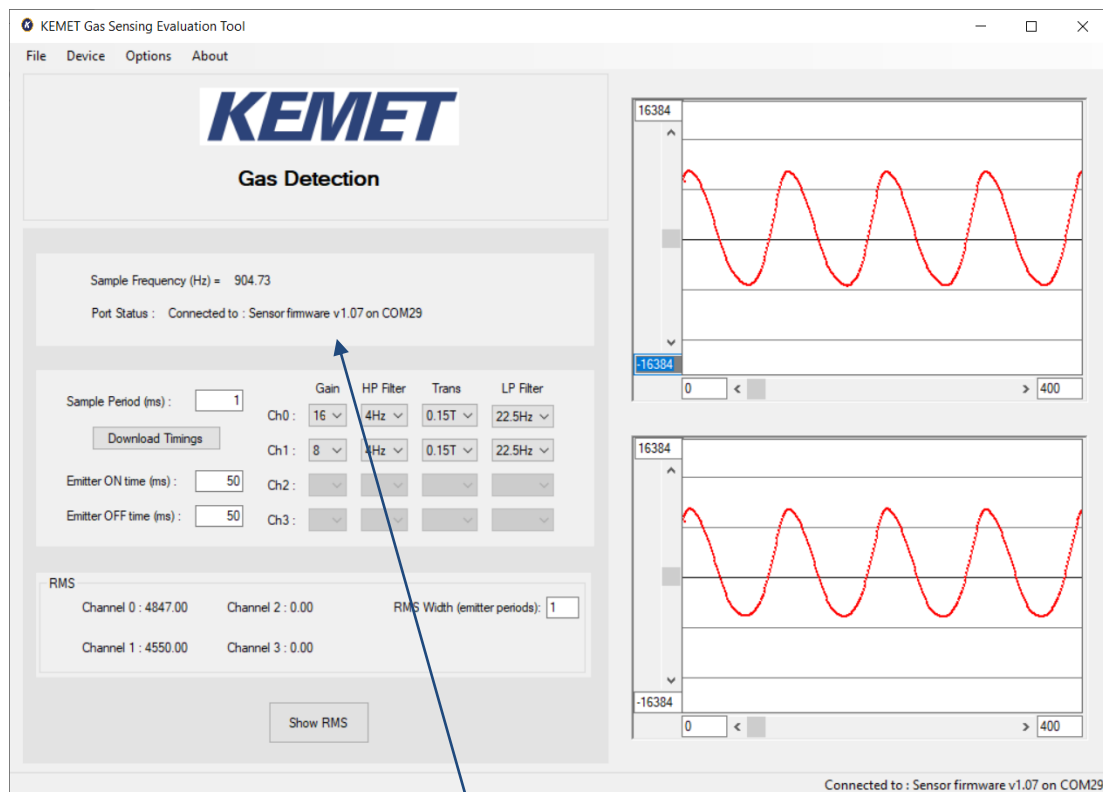 KEMET Gas Sensing Evaluation Tool
File Device Options About
KEMET
Gas Detection
Sample Frequency (Hz) = 904.73
Port Status : Connected to : Sensor firmware v1.07 on COM29
Gain HP Filter Trans LP Filter
Sample Period (ms) : 1
Ch0 : 16 4Hz 0.15T 22.5Hz
Download Timings
Ch1 : 8 4Hz 0.15T 22.5Hz
Emitter ON time (ms) : 50
Ch2 :
Emitter OFF time (ms) : 50
Ch3 :
RMS
Channel 0 : 4847.00 Channel 2 : 0.00 RMS Width (emitter periods): 1
Channel 1 : 4550.00 Channel 3 : 0.00
Show RMS
16384
-16384
0 < > 400
16384
-16384
0 < > 400
Connected to : Sensor firmware v1.07 on COM29